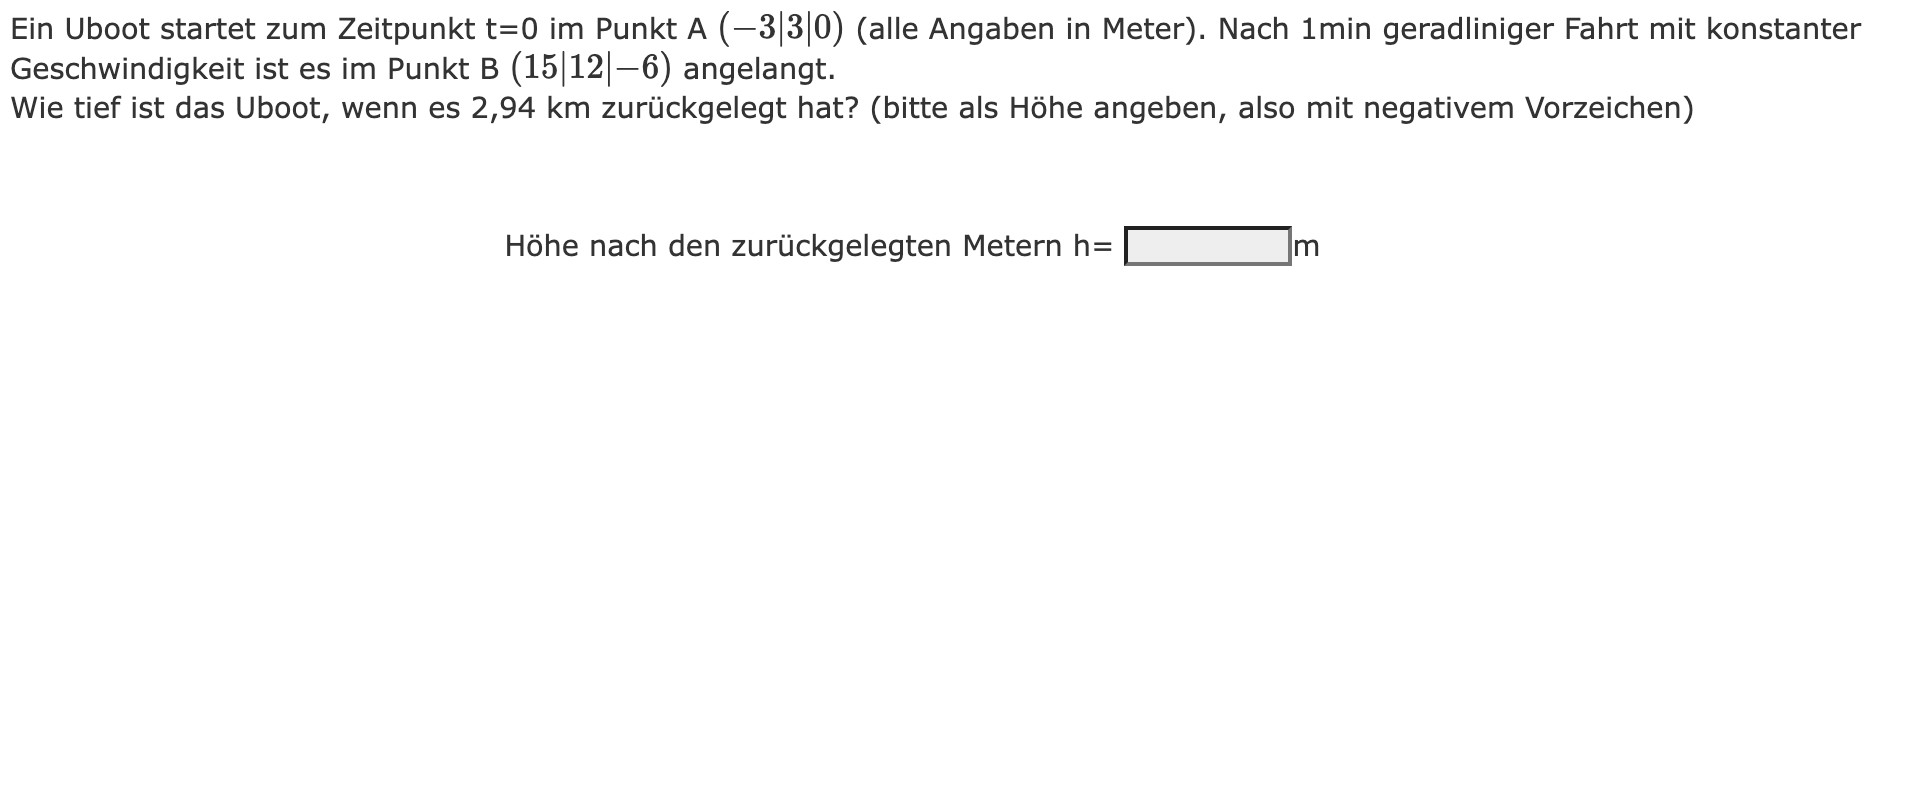 Ein Uboot startet zum Zeitpunkt t=0 im Punkt A (−3|3|0) (alle Angaben in Meter). Nach 1min geradliniger Fahrt mit konstanter
Geschwindigkeit ist es im Punkt B (15|12|−6) angelangt.
Wie tief ist das Uboot, wenn es 2,94 km zurückgelegt hat? (bitte als Höhe angeben, also mit negativem Vorzeichen)
Höhe nach den zurückgelegten Metern h= m